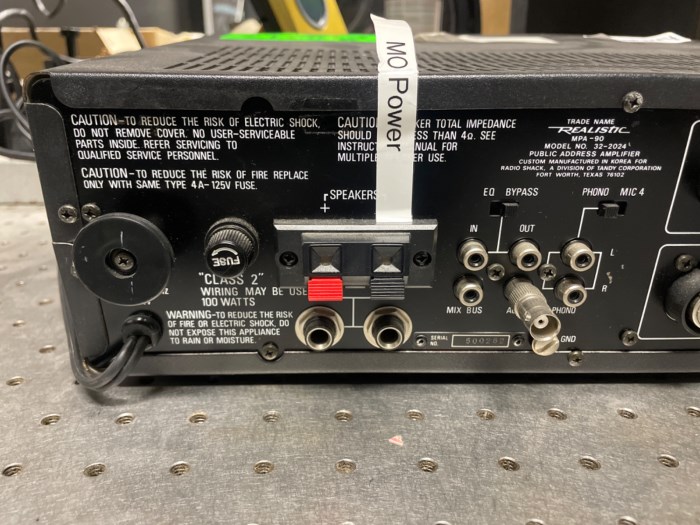 MO Power
CAUTION-TO REDUCE THE RISK OF ELECTRIC SHOCK,
DO NOT REMOVE COVER. NO USER-SERVICEABLE
PARTS INSIDE. REFER SERVICING TO
QUALIFIED SERVICE PERSONNEL.
CAUTION-TO REDUCE THE RISK OF FIRE REPLACE
ONLY WITH SAME TYPE 4A-125V FUSE.
TOTAL IMPEDANCE
SHOULD LESS THAN 4Ω. SEE
MANUAL FOR
USE.
TRADE NAME
REALISTIC
MPA-90
MODEL NO. 32-2024
PUBLIC ADDRESS AMPLIFIER
CUSTOM MANUFACTURED IN KOREA FOR
RADIO SHACK, A DIVISION OF TANDY CORPORATION
FORT WORTH, TEXAS 76102
SPEAKERS
+
EQ BYPASS
PHONO MIC 4
IN
OUT
L
R
FUSE
"CLASS 2"
WIRING MAY BE USE
100 WATTS
WARNING-TO REDUCE THE RISK
OF FIRE OR ELECTRIC SHOCK, DO
NOT EXPOSE THIS APPLIANCE
TO RAIN OR MOISTURE.
MIX BUS
PHONO
GND
SERIAL
NO.